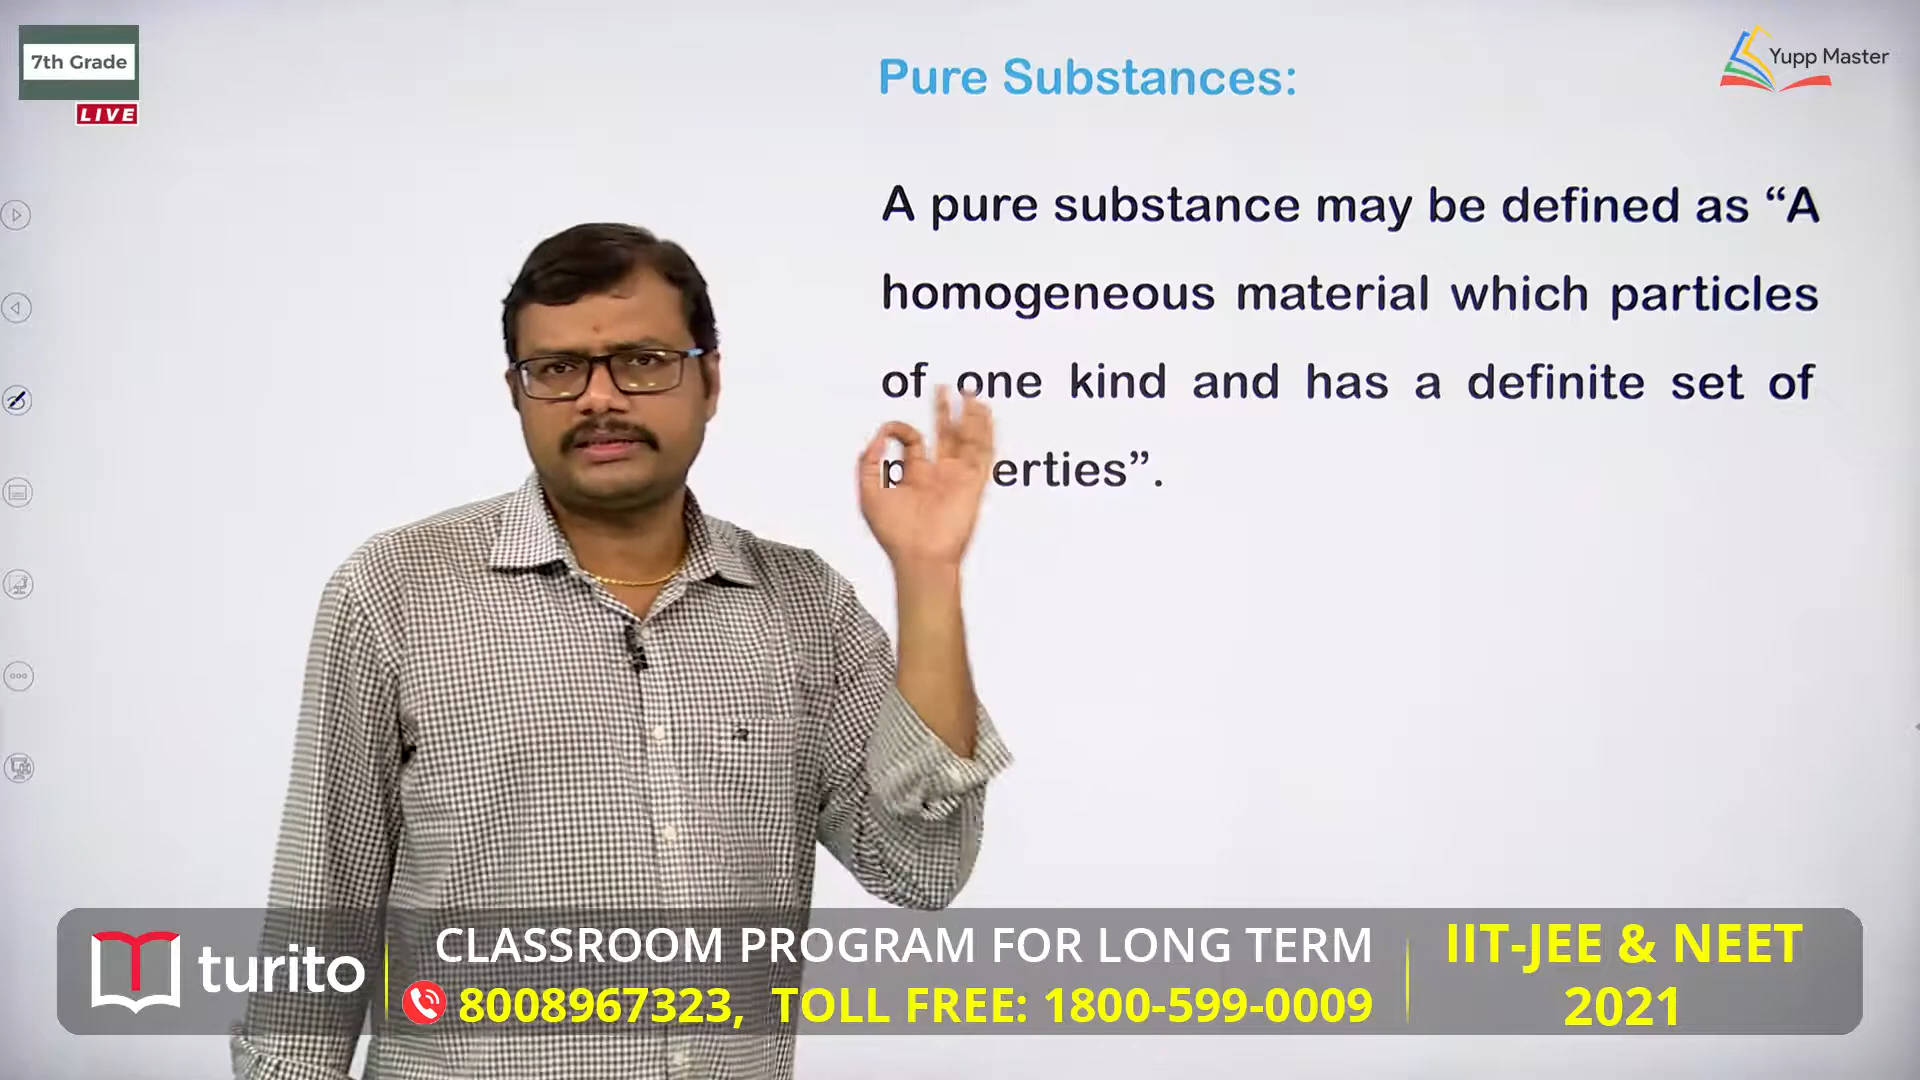 7th Grade
LIVE
Yupp Master
Pure Substances:
A pure substance may be defined as “A
homogeneous material which particles
of one kind and has a definite set of
erties”.
turito
CLASSROOM PROGRAM FOR LONG TERM
8008967323, TOLL FREE: 1800-599-0009
IIT-JEE & NEET
2021